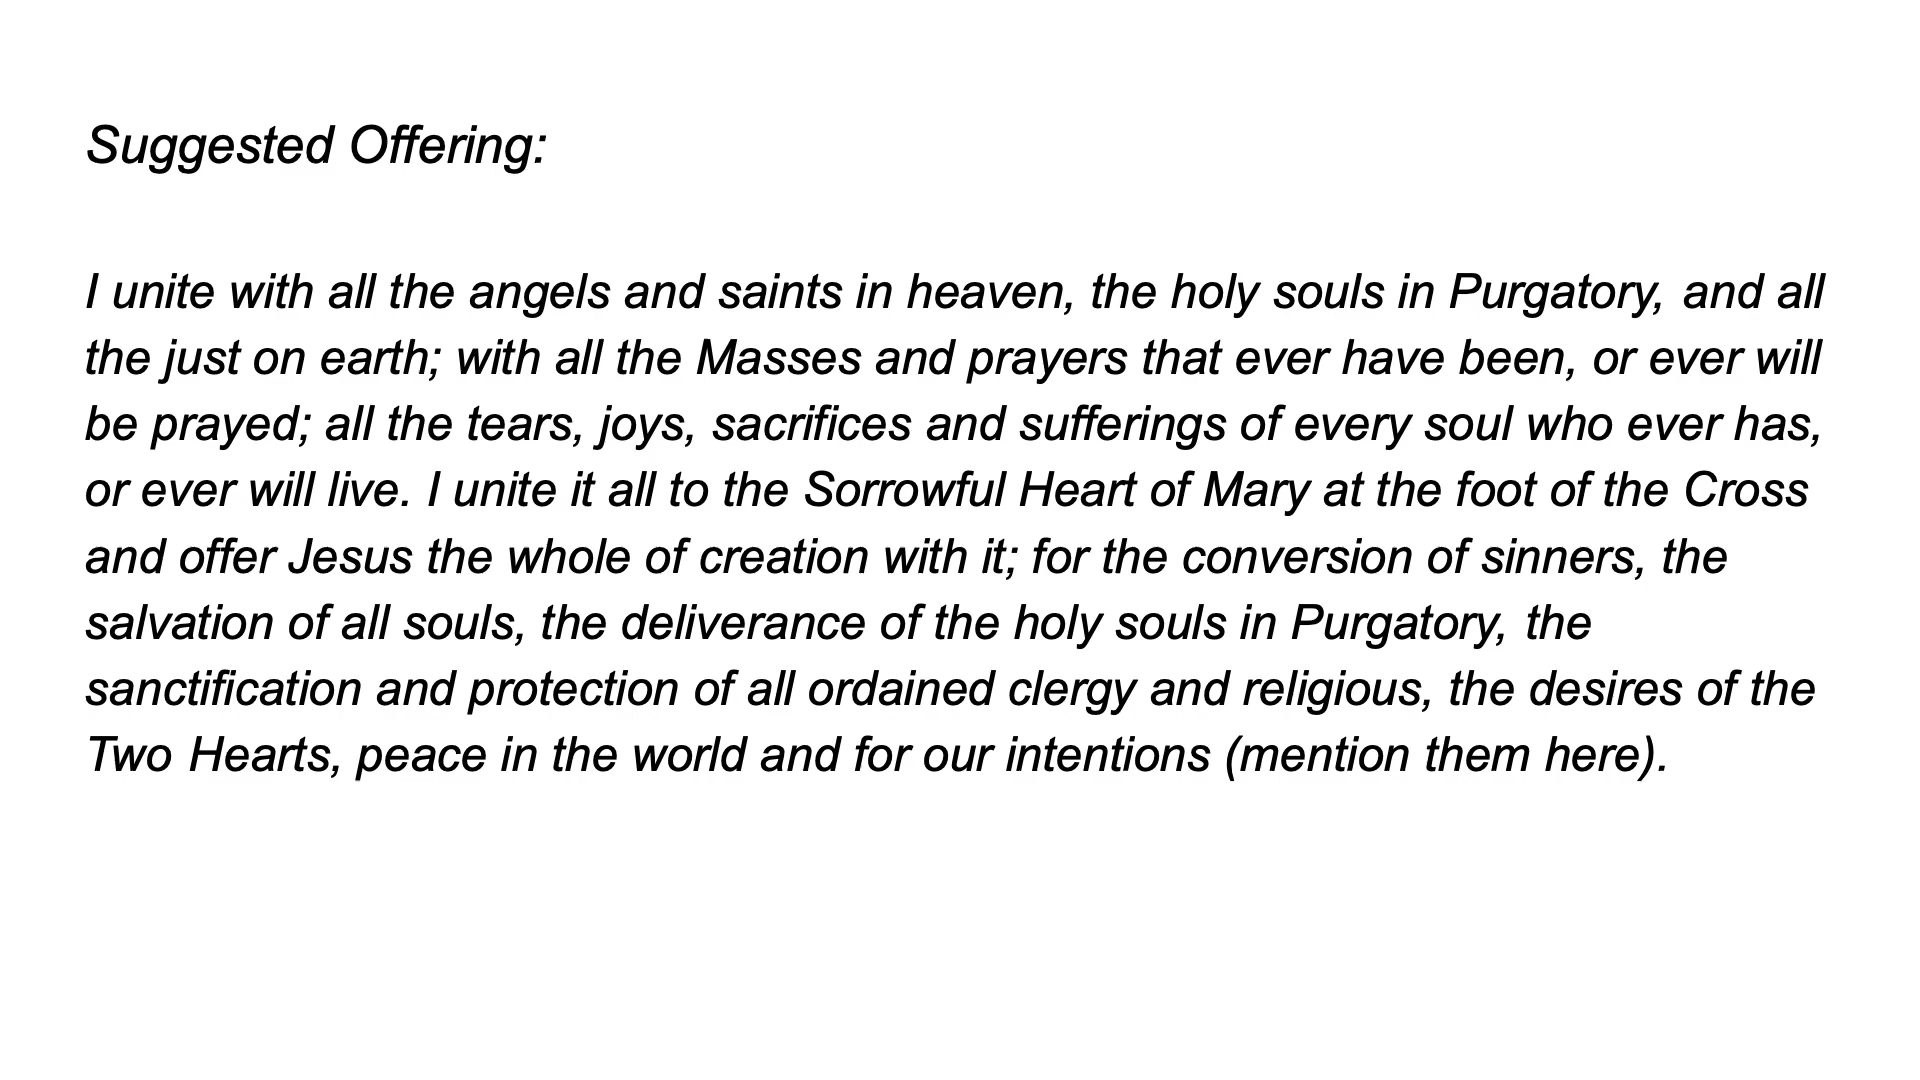 Suggested Offering:
I unite with all the angels and saints in heaven, the holy souls in Purgatory, and all
the just on earth; with all the Masses and prayers that ever have been, or ever will
be prayed; all the tears, joys, sacrifices and sufferings of every soul who ever has,
or ever will live. I unite it all to the Sorrowful Heart of Mary at the foot of the Cross
and offer Jesus the whole of creation with it; for the conversion of sinners, the
salvation of all souls, the deliverance of the holy souls in Purgatory, the
sanctification and protection of all ordained clergy and religious, the desires of the
Two Hearts, peace in the world and for our intentions (mention them here).